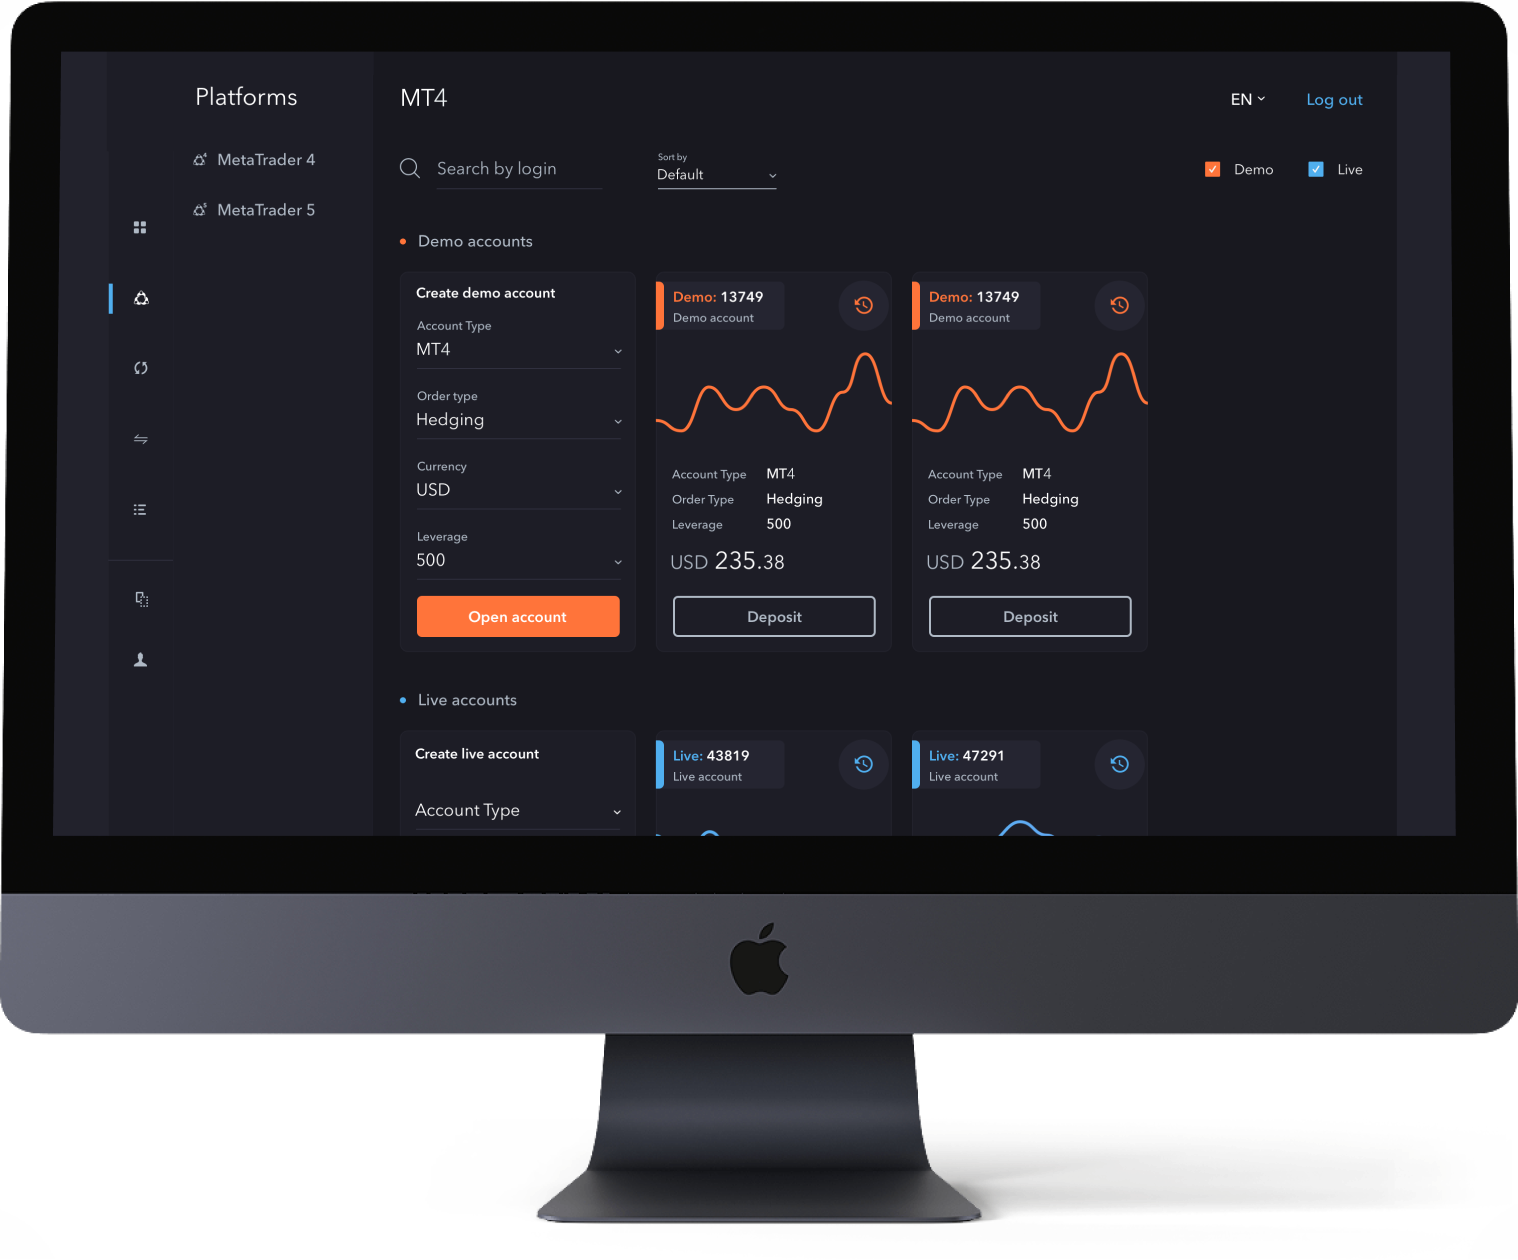 Platforms
MetaTrader 4
MetaTrader 5
MT4
EN
Log out
Search by login
Sort by
Default
Demo
Live
Demo accounts
Create demo account
Account Type
MT4
Order type
Hedging
Currency
USD
Leverage
500
Open account
Demo: 13749
Demo account
Account Type MT4
Order Type Hedging
Leverage 500
USD 235.38
Deposit
Demo: 13749
Demo account
Account Type MT4
Order Type Hedging
Leverage 500
USD 235.38
Deposit
Live accounts
Create live account
Account Type
Live: 43819
Live account
Live: 47291
Live account